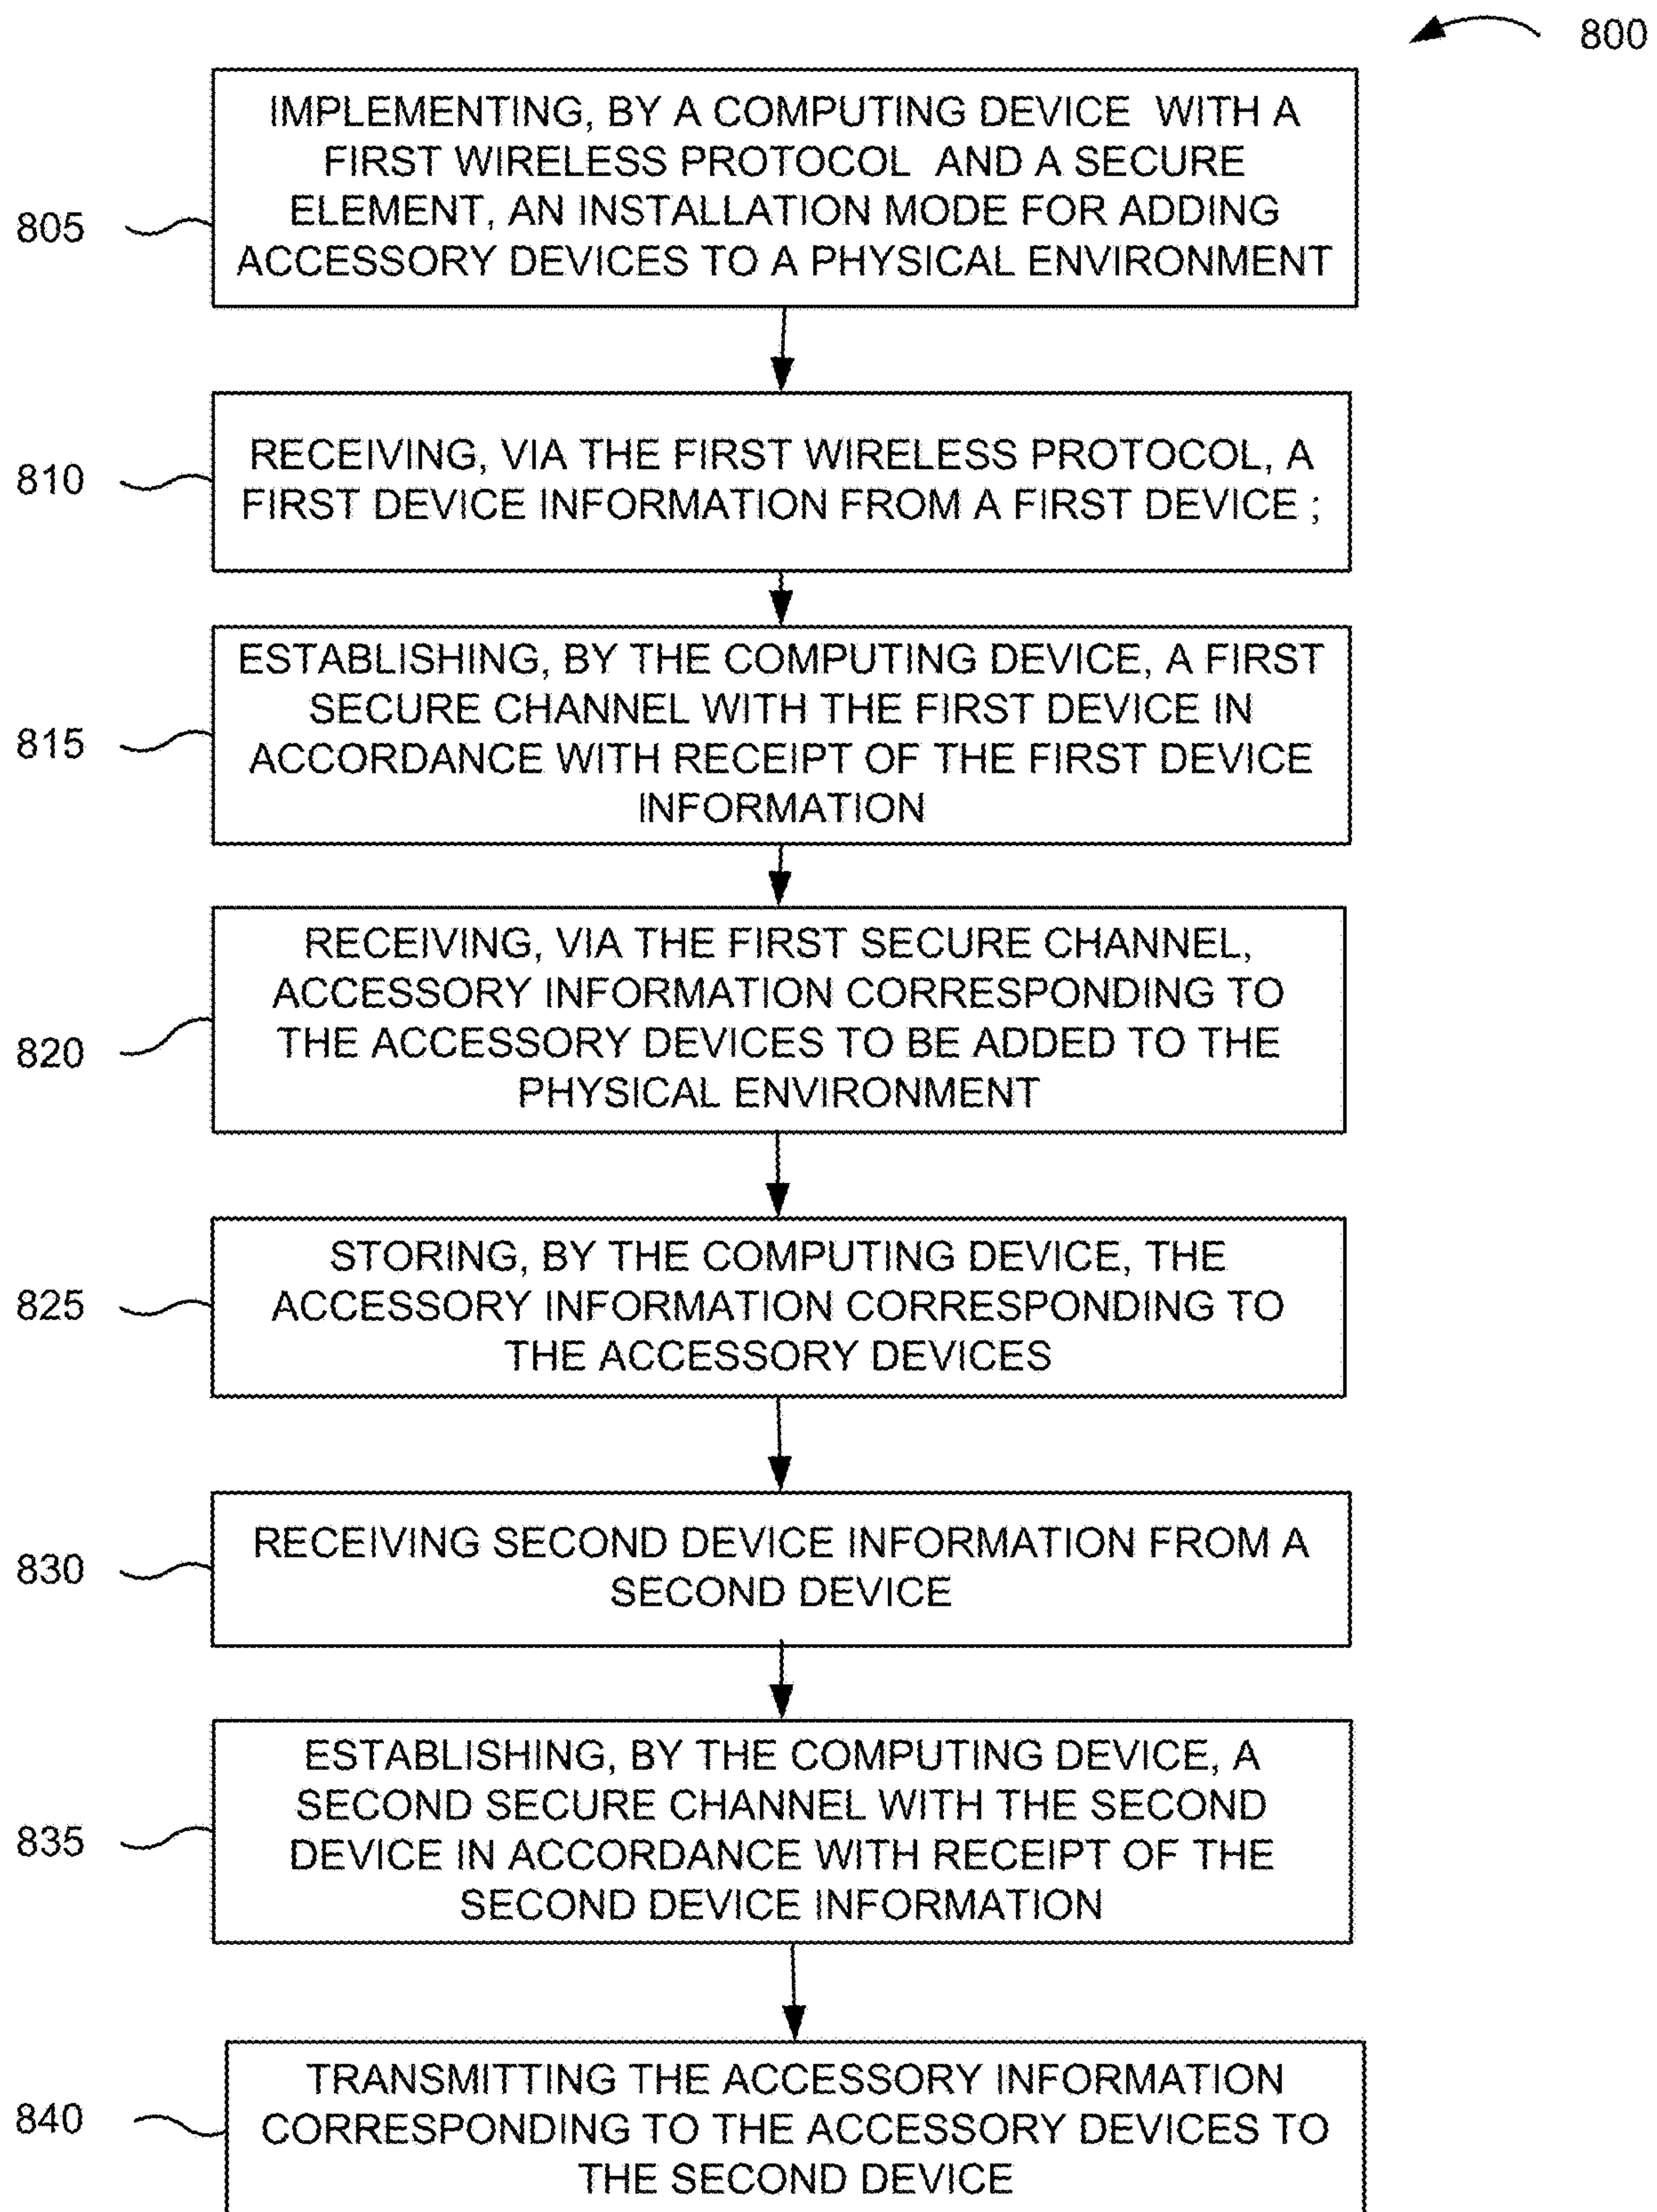 800
IMPLEMENTING, BY A COMPUTING DEVICE WITH A
FIRST WIRELESS PROTOCOL AND A SECURE
ELEMENT, AN INSTALLATION MODE FOR ADDING
ACCESSORY DEVICES TO A PHYSICAL ENVIRONMENT
805
RECEIVING, VIA THE FIRST WIRELESS PROTOCOL, A
FIRST DEVICE INFORMATION FROM A FIRST DEVICE ;
810
ESTABLISHING, BY THE COMPUTING DEVICE, A FIRST
SECURE CHANNEL WITH THE FIRST DEVICE IN
ACCORDANCE WITH RECEIPT OF THE FIRST DEVICE
INFORMATION
815
RECEIVING, VIA THE FIRST SECURE CHANNEL,
ACCESSORY INFORMATION CORRESPONDING TO
THE ACCESSORY DEVICES TO BE ADDED TO THE
PHYSICAL ENVIRONMENT
820
STORING, BY THE COMPUTING DEVICE, THE
ACCESSORY INFORMATION CORRESPONDING TO
THE ACCESSORY DEVICES
825
RECEIVING SECOND DEVICE INFORMATION FROM A
SECOND DEVICE
830
ESTABLISHING, BY THE COMPUTING DEVICE, A
SECOND SECURE CHANNEL WITH THE SECOND
DEVICE IN ACCORDANCE WITH RECEIPT OF THE
SECOND DEVICE INFORMATION
835
TRANSMITTING THE ACCESSORY INFORMATION
CORRESPONDING TO THE ACCESSORY DEVICES TO
THE SECOND DEVICE
840